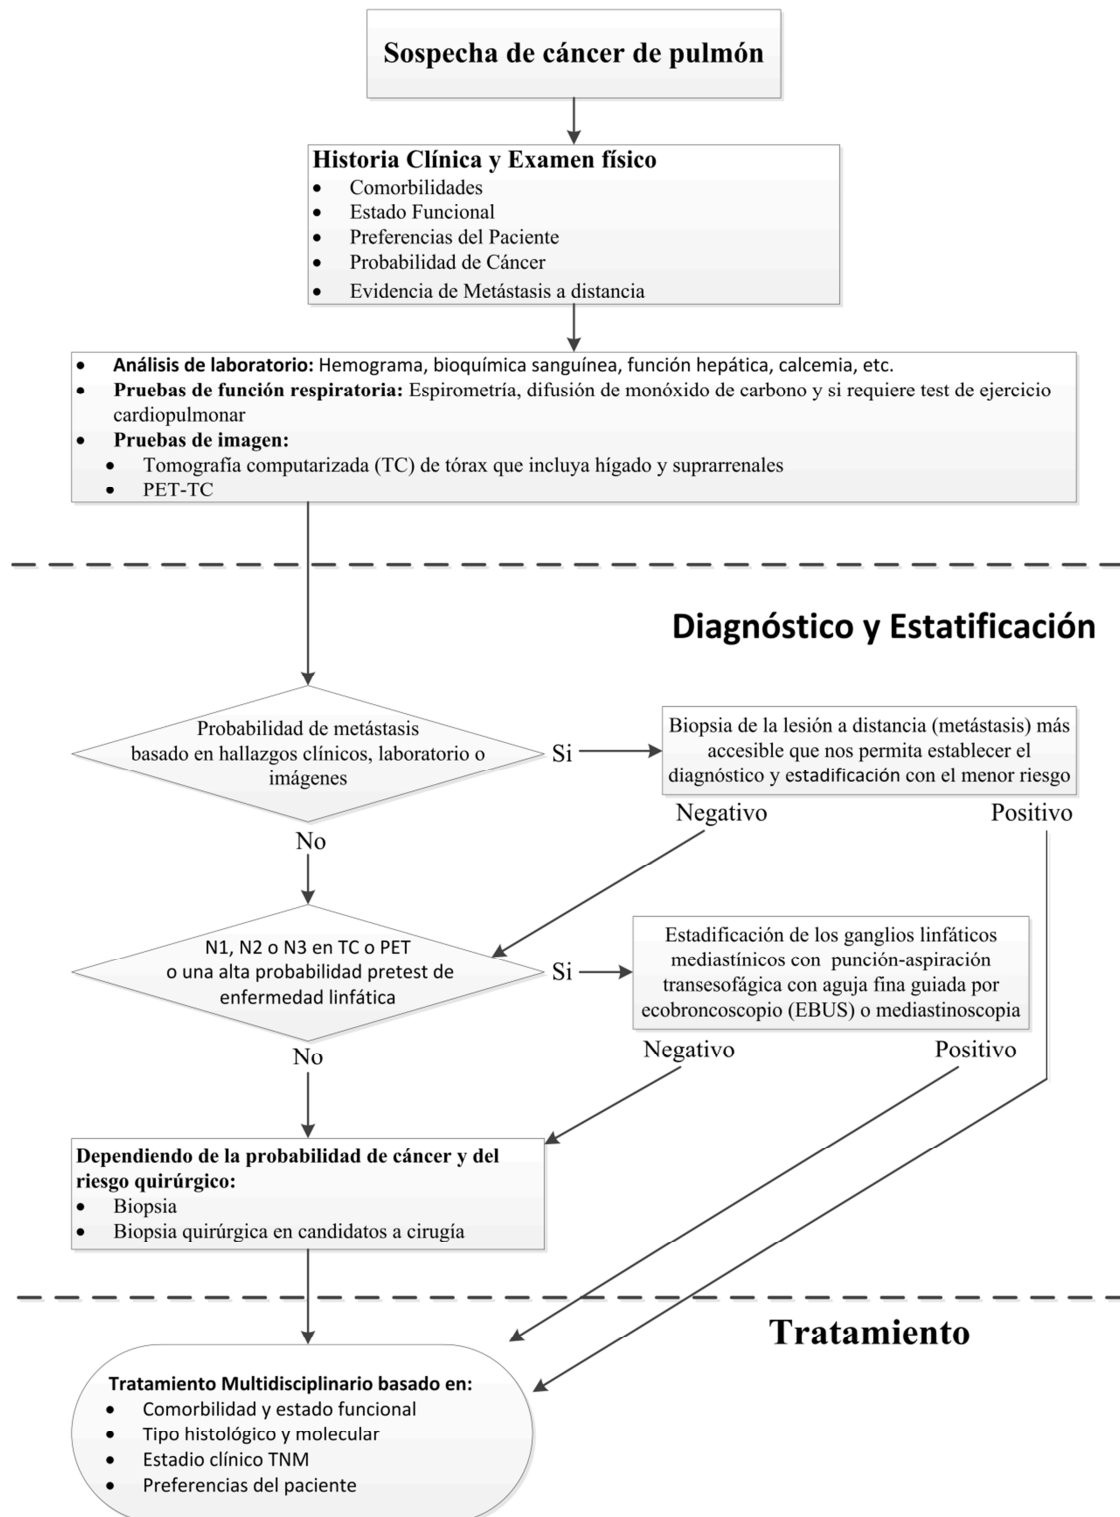 Sospecha de cáncer de pulmón
Historia Clínica y Examen físico
• Comorbilidades
• Estado Funcional
• Preferencias del Paciente
• Probabilidad de Cáncer
• Evidencia de Metástasis a distancia
• Análisis de laboratorio: Hemograma, bioquímica sanguínea, función hepática, calcemia, etc.
• Pruebas de función respiratoria: Espirometría, difusión de monóxido de carbono y si requiere test de ejercicio
cardiopulmonar
• Pruebas de imagen:
• Tomografía computarizada (TC) de tórax que incluya hígado y suprarrenales
• PET-TC
Diagnóstico y Estatificación
Probabilidad de metástasis
basado en hallazgos clínicos, laboratorio o
imágenes
Si
Biopsia de la lesión a distancia (metástasis) más
accesible que nos permita establecer el
diagnóstico y estadificación con el menor riesgo
Negativo
Positivo
No
N1, N2 o N3 en TC o PET
o una alta probabilidad pretest de
enfermedad linfática
Si
Estadificación de los ganglios linfáticos
mediastínicos con punción-aspiración
transesofágica con aguja fina guiada por
ecobroncoscopio (EBUS) o mediastinoscopia
Negativo
Positivo
No
Dependiendo de la probabilidad de cáncer y del
riesgo quirúrgico:
• Biopsia
• Biopsia quirúrgica en candidatos a cirugía
Tratamiento
Tratamiento Multidisciplinario basado en:
• Comorbilidad y estado funcional
• Tipo histológico y molecular
• Estadio clínico TNM
• Preferencias del paciente